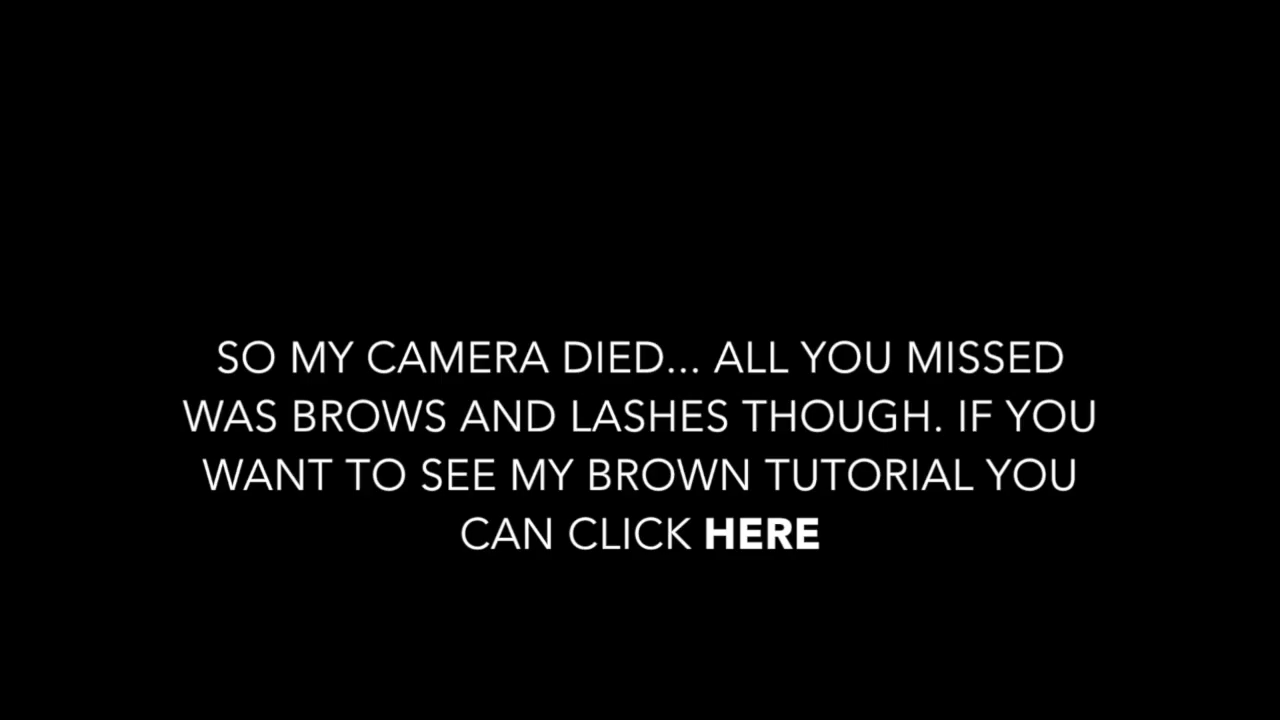 SO MY CAMERA DIED... ALL YOU MISSED
WAS BROWS AND LASHES THOUGH. IF YOU
WANT TO SEE MY BROWN TUTORIAL YOU
CAN CLICK HERE